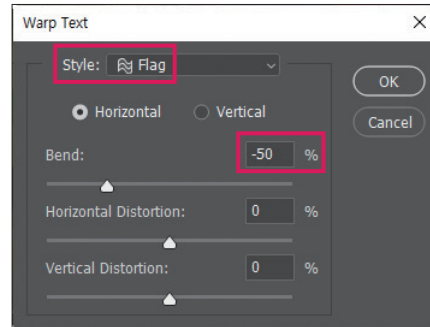 Warp Text
Style: Flag
OK
Horizontal Vertical
Cancel
Bend: -50 %
Horizontal Distortion: 0 %
Vertical Distortion: 0 %